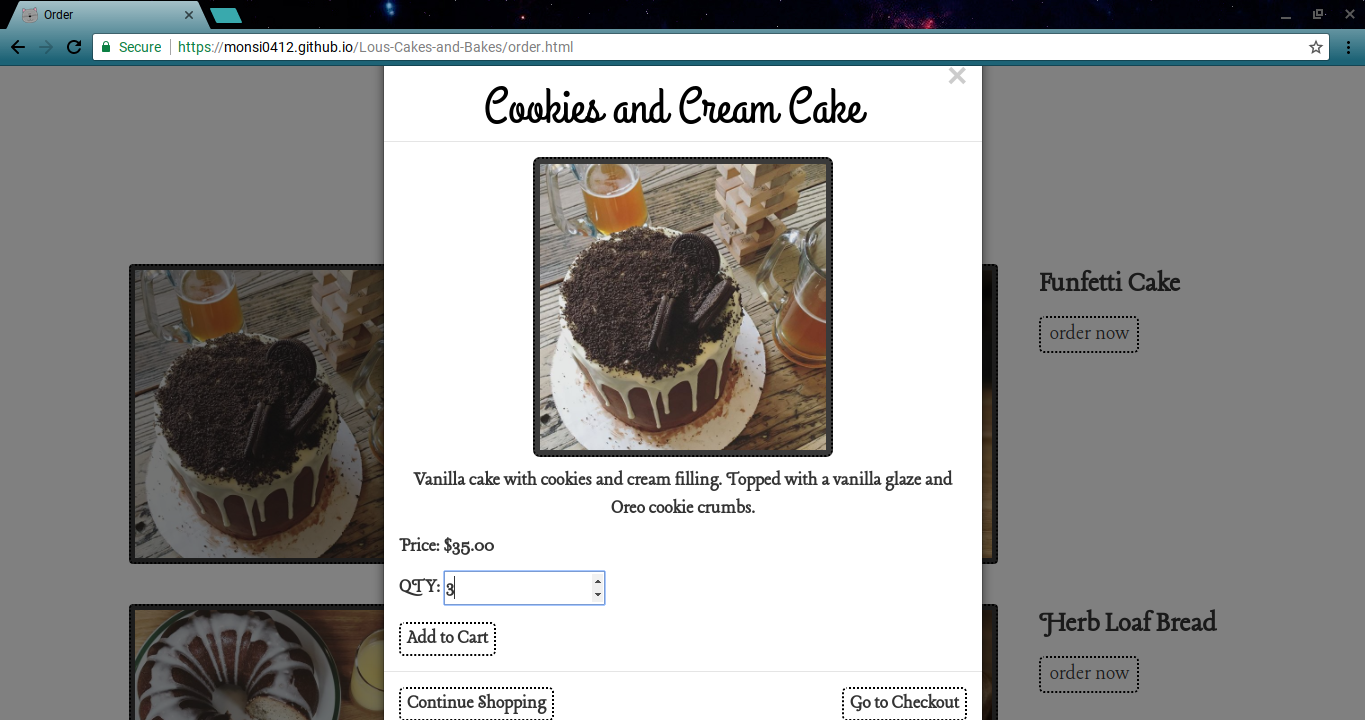 Order
Secure
https://monsi0412.github.io/Lous-Cakes-and-Bakes/order.html
Cookies and Cream Cake
Vanilla cake with cookies and cream filling. Topped with a vanilla glaze and
Oreo cookie crumbs.
Price: $35.00
QTY: 3
Add to Cart
Continue Shopping
Go to Checkout
Funfetti Cake
order now
Herb Loaf Bread
order now